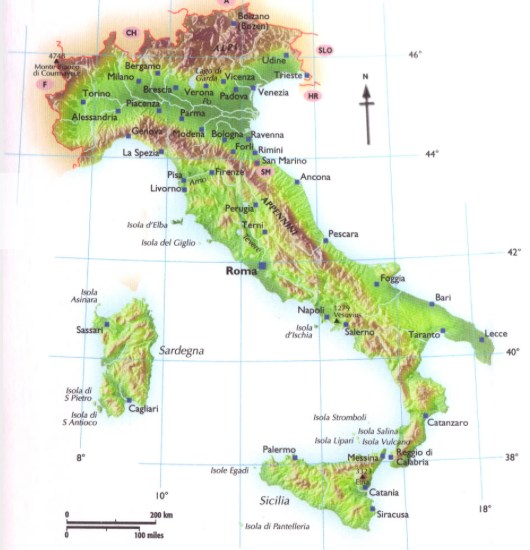 A
Bolzano
(Bozen)
CH
ALPI
SLO
46°
4748
Monte Bianco
di Courmayeur
Udine
F
Bergamo
Lago di
Garda
Vicenza
Trieste
Milano
N
Torino
Brescia
Verona
Padova
Venezia
HR
Piacenza
Po
Alessandria
Parma
Genova
Modena
Bologna
Ravenna
Forlì
Rimini
La Spezia
44°
San Marino
SM
Pisa
Arno
Firenze
Ancona
Livorno
APPENNINI
Perugia
Isola d'Elba
Terni
Tevere
Pescara
Isola del Giglio
42°
Roma
Foggia
Isola
Asinara
Bari
Napoli
1279
Vesuvius
Sassari
Isola
d'Ischia
Salerno
Taranto
Lecce
Sardegna
40°
Isola di
S Pietro
Cagliari
Isola di
S Antioco
Isola Stromboli
Catanzaro
Isola Salina
Isola Lipari
Isola Vulcano
Palermo
Messina
Reggio di
Calabria
8°
38°
Isole Egadi
Etna
Catania
10°
Sicilia
18°
Siracusa
0
200 km
Isola di Pantelleria
0
100 miles